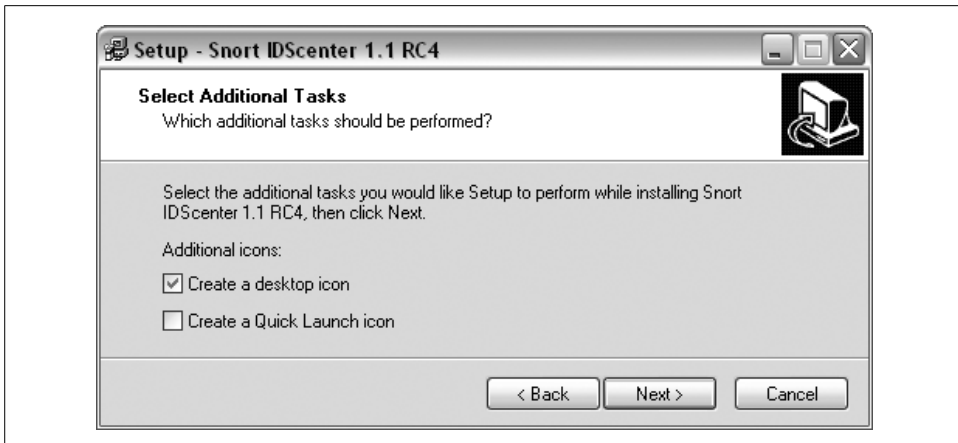 Setup - Snort IDScenter 1.1 RC4
Select Additional Tasks
Which additional tasks should be performed?
Select the additional tasks you would like Setup to perform while installing Snort
IDScenter 1.1 RC4, then click Next.
Additional icons:
Create a desktop icon
Create a Quick Launch icon
< Back Next > Cancel